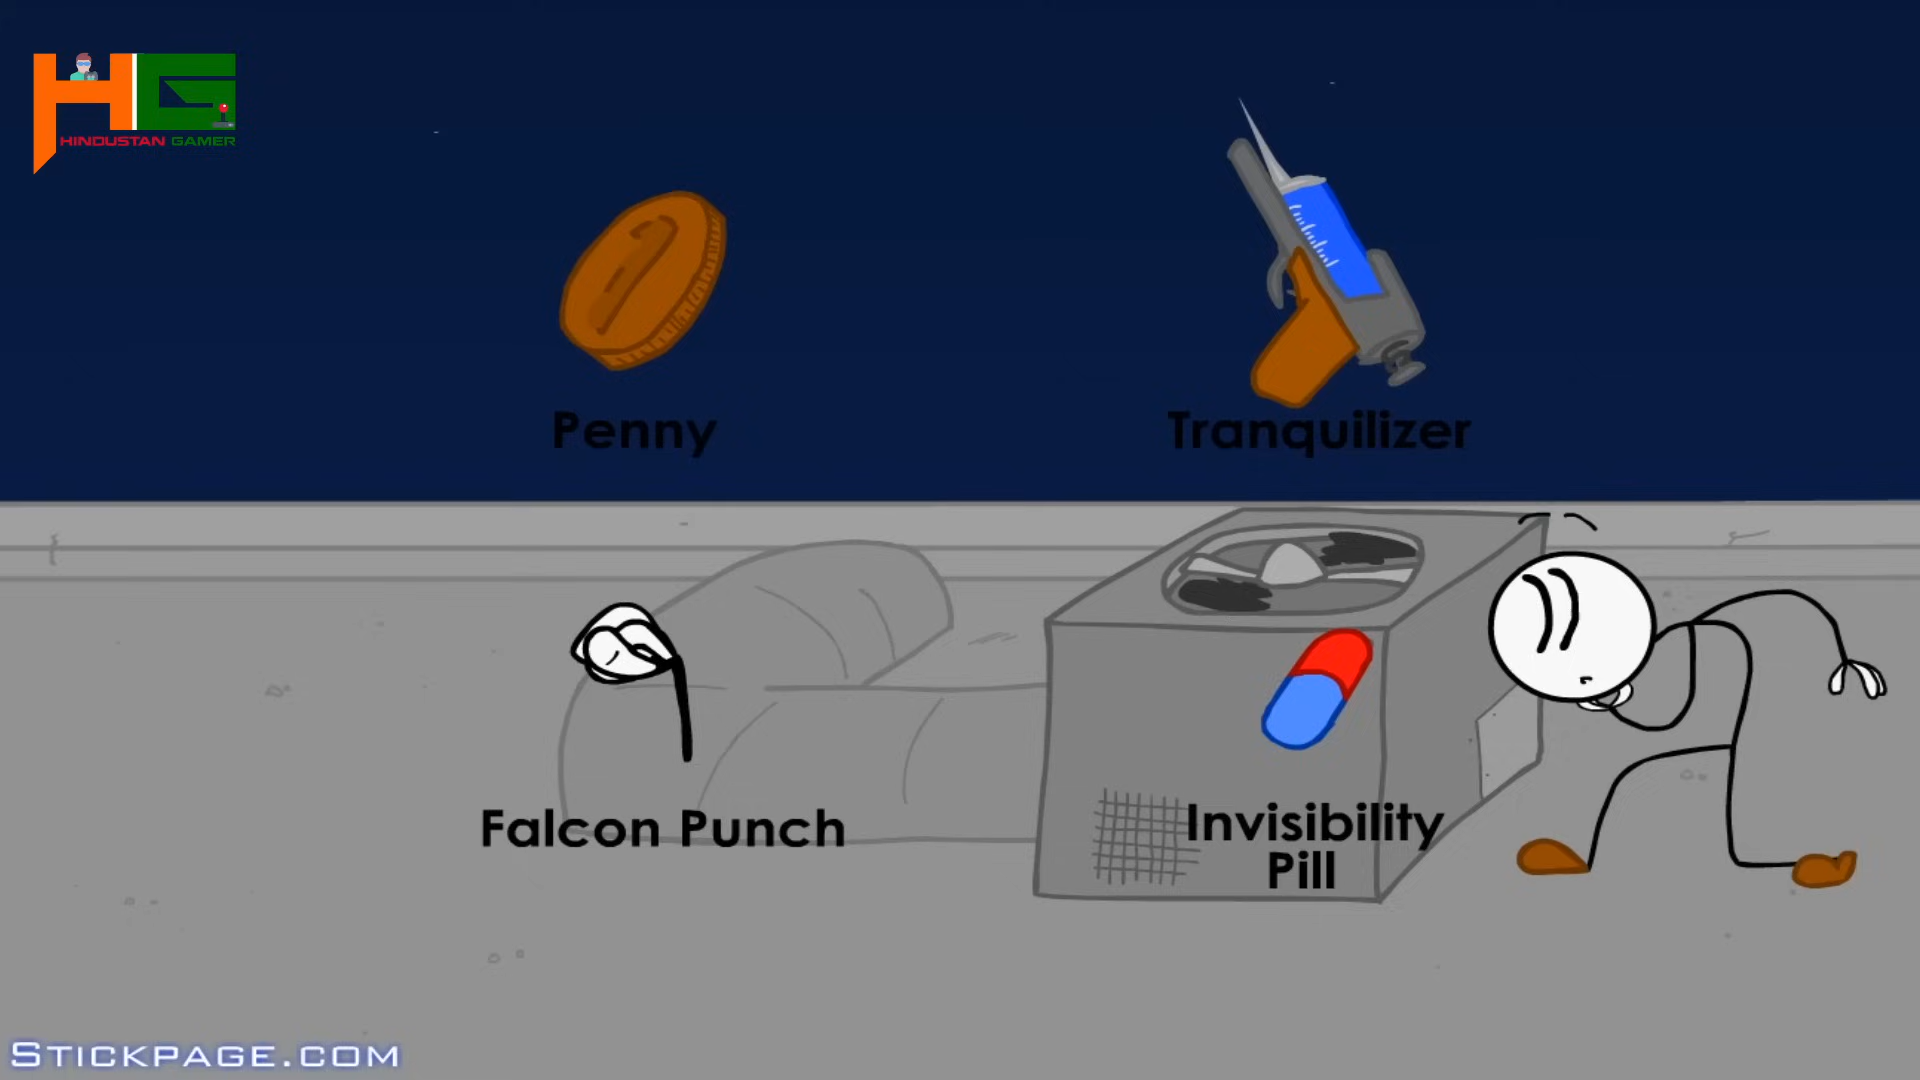 HINDUSTAN GAMER
Penny
Tranquilizer
Falcon Punch
Invisibility
Pill
STICKPAGE.COM